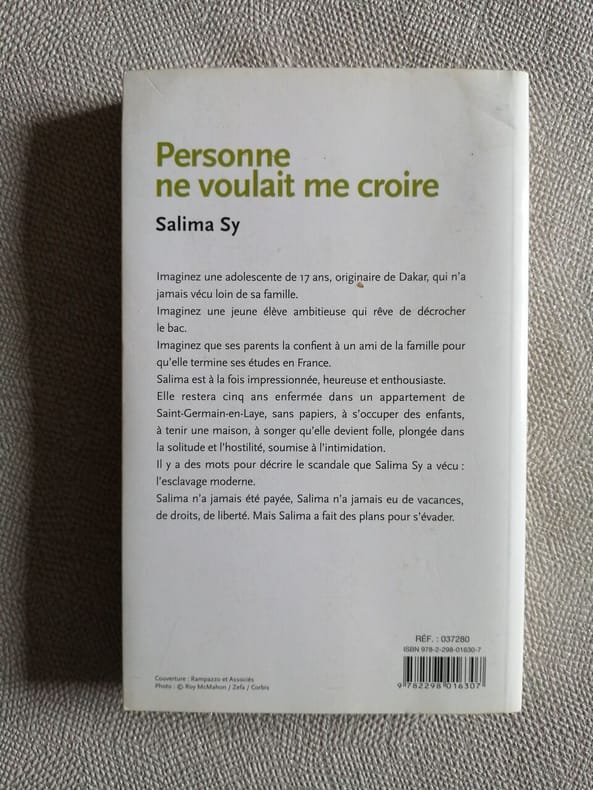 Personne
ne voulait me croire
Salima Sy
Imaginez une adolescente de 17 ans, originaire de Dakar, qui n'a
jamais vécu loin de sa famille.
Imaginez une jeune élève ambitieuse qui rêve de décrocher
le bac.
Imaginez que ses parents la confient à un ami de la famille pour
qu'elle termine ses études en France.
Salima est à la fois impressionnée, heureuse et enthousiaste.
Elle restera cinq ans enfermée dans un appartement de
Saint-Germain-en-Laye, sans papiers, à s'occuper des enfants,
à tenir une maison, à songer qu'elle devient folle, plongée dans
la solitude et l'hostilité, soumise à l'intimidation.
Il y a des mots pour décrire le scandale que Salima Sy a vécu :
l'esclavage moderne.
Salima n'a jamais été payée, Salima n'a jamais eu de vacances,
de droits, de liberté. Mais Salima a fait des plans pour s'évader.
RÉF. : 037280
ISBN 978-2-298-01630-7
9 782298 016307
Couverture : Rampazzo et Associés
Photo : © Roy McMahon / Zefa / Corbis